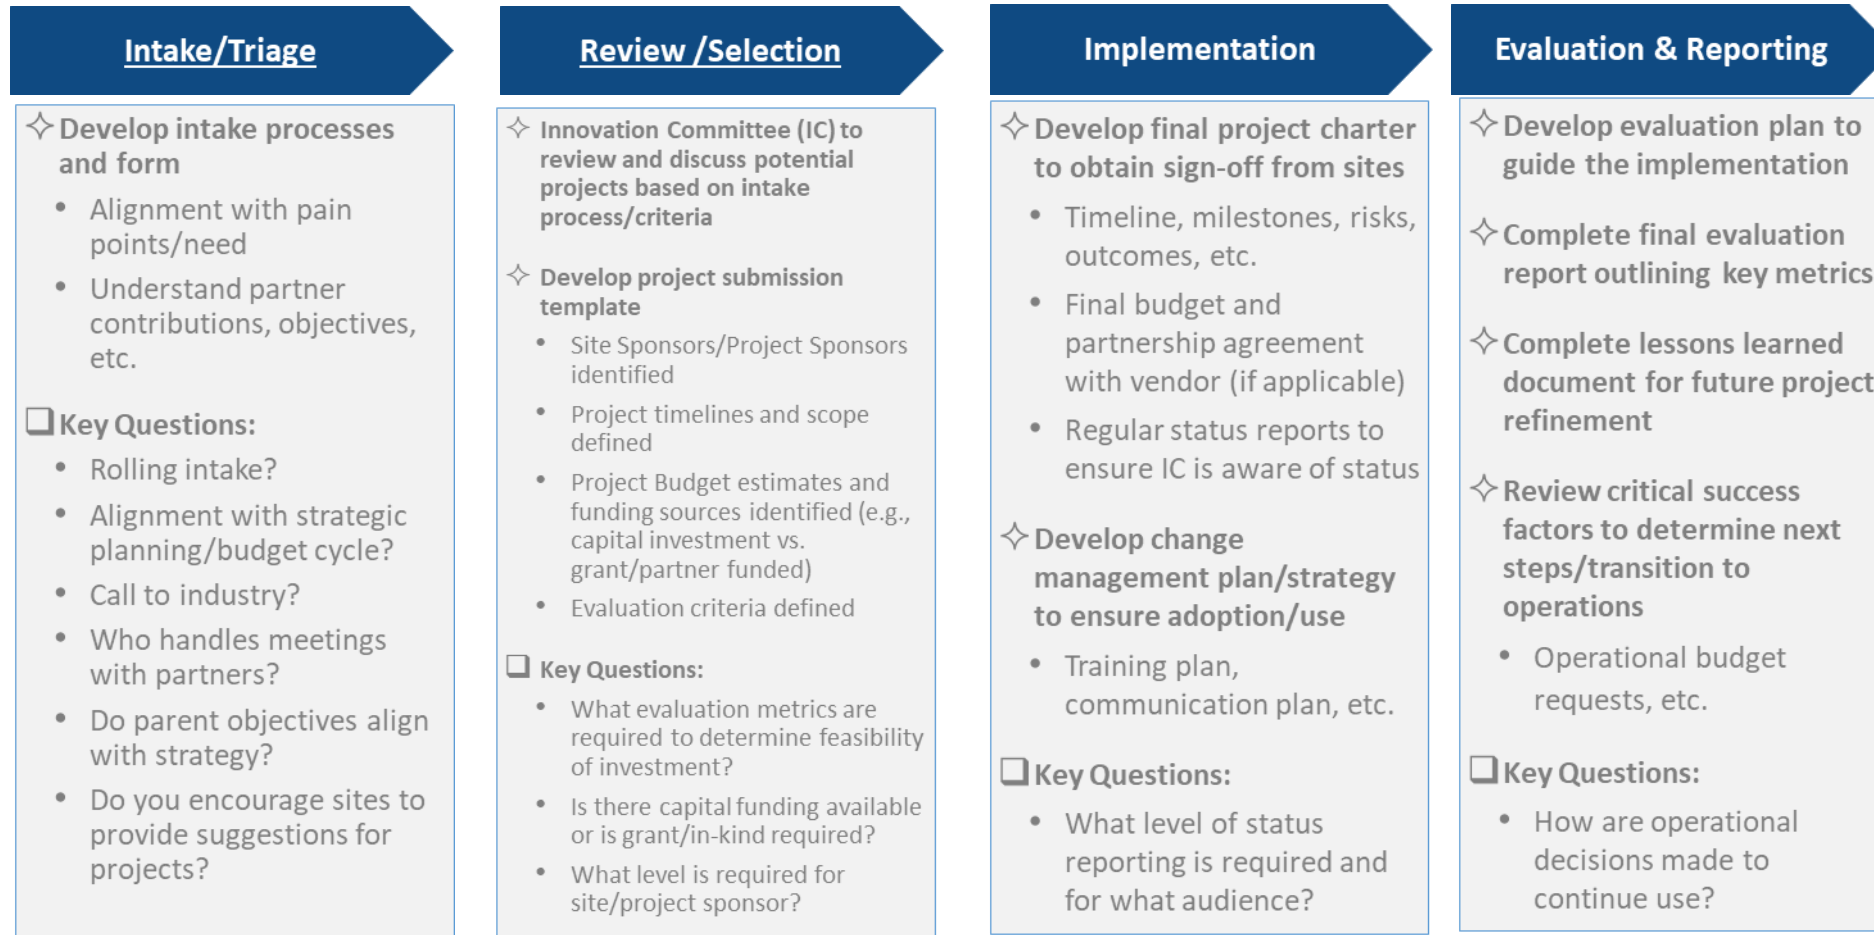 Intake/Triage
Develop intake processes
and form
• Alignment with pain
points/need
• Understand partner
contributions, objectives,
etc.
Key Questions:
• Rolling intake?
• Alignment with strategic
planning/budget cycle?
• Call to industry?
• Who handles meetings
with partners?
• Do parent objectives align
with strategy?
• Do you encourage sites to
provide suggestions for
projects?
Review /Selection
Innovation Committee (IC) to
review and discuss potential
projects based on intake
process/criteria
Develop project submission
template
• Site Sponsors/Project Sponsors
identified
• Project timelines and scope
defined
• Project Budget estimates and
funding sources identified (e.g.,
capital investment vs.
grant/partner funded)
• Evaluation criteria defined
Key Questions:
• What evaluation metrics are
required to determine feasibility
of investment?
• Is there capital funding available
or is grant/in-kind required?
• What level is required for
site/project sponsor?
Implementation
Develop final project charter
to obtain sign-off from sites
• Timeline, milestones, risks,
outcomes, etc.
• Final budget and
partnership agreement
with vendor (if applicable)
• Regular status reports to
ensure IC is aware of status
Develop change
management plan/strategy
to ensure adoption/use
• Training plan,
communication plan, etc.
Key Questions:
• What level of status
reporting is required and
for what audience?
Evaluation & Reporting
Develop evaluation plan to
guide the implementation
Complete final evaluation
report outlining key metrics
Complete lessons learned
document for future project
refinement
Review critical success
factors to determine next
steps/transition to
operations
• Operational budget
requests, etc.
Key Questions:
• How are operational
decisions made to
continue use?